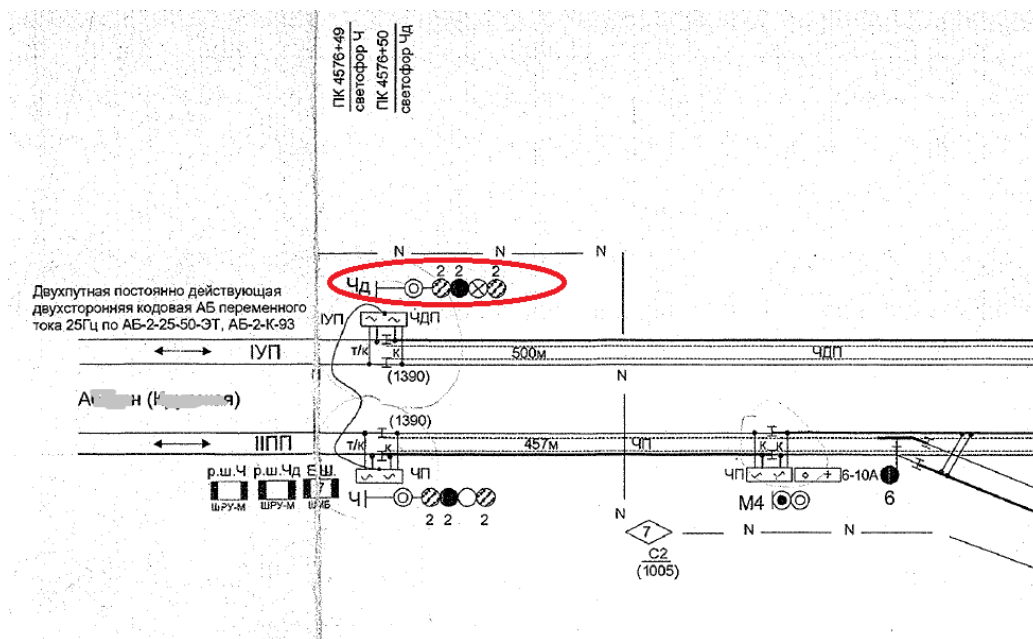 ПК 4576+49
светофор Ч
ПК 4576+50
светофор Чд
N N N
2 2 2
Чд
Двухпутная постоянно действующая
двухсторонняя кодовая АБ переменного
тока 25Гц по АБ-2-25-50-ЭТ, АБ-2-К-93
IУП ЧДП
IУП т/к к 500м ЧДП
(1390)
N
(1390)
IIПП т/к к 457м ЧП к к
р.ш.Ч р.ш.Чд ЧП ЧП 6-10А
7
ШРУ-М ШРУ-М
Ч М4 6
2 2 2
N
7 N N
С2
(1005)